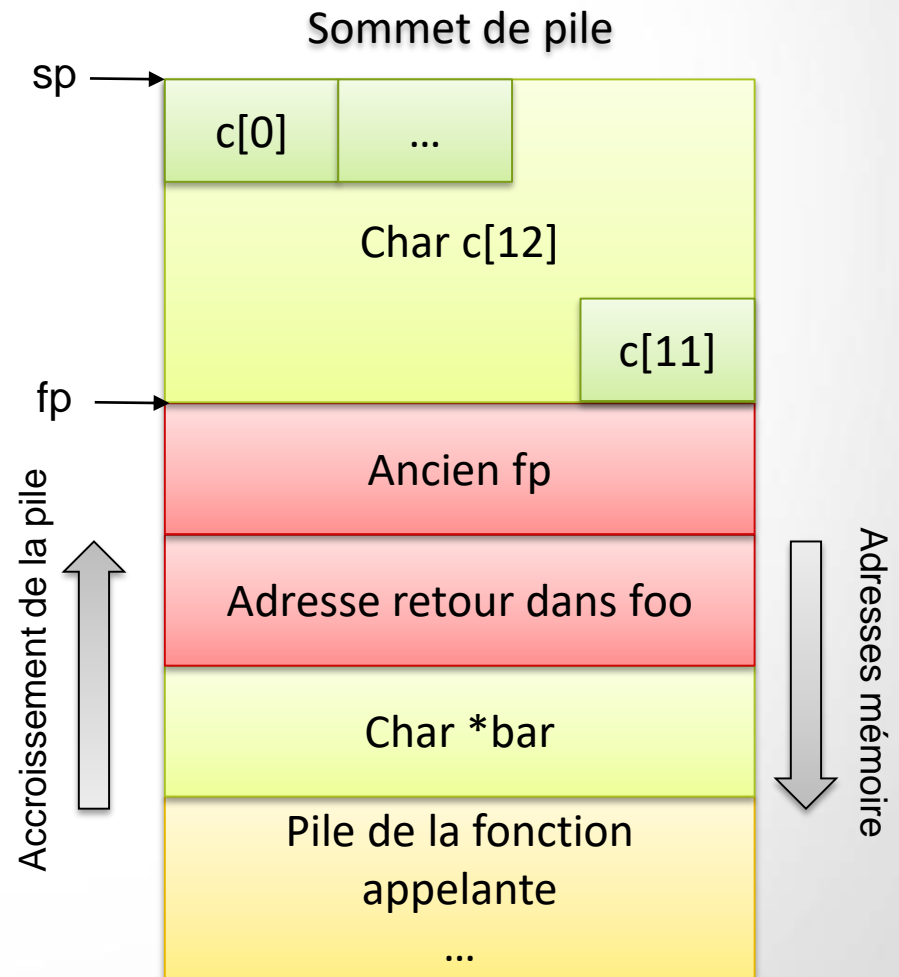 Sommet de pile
sp
c[0]
...
Char c[12]
c[11]
fp
Ancien fp
Accroissement de la pile
Adresses mémoire
Adresse retour dans foo
Char *bar
Pile de la fonction
appelante
...